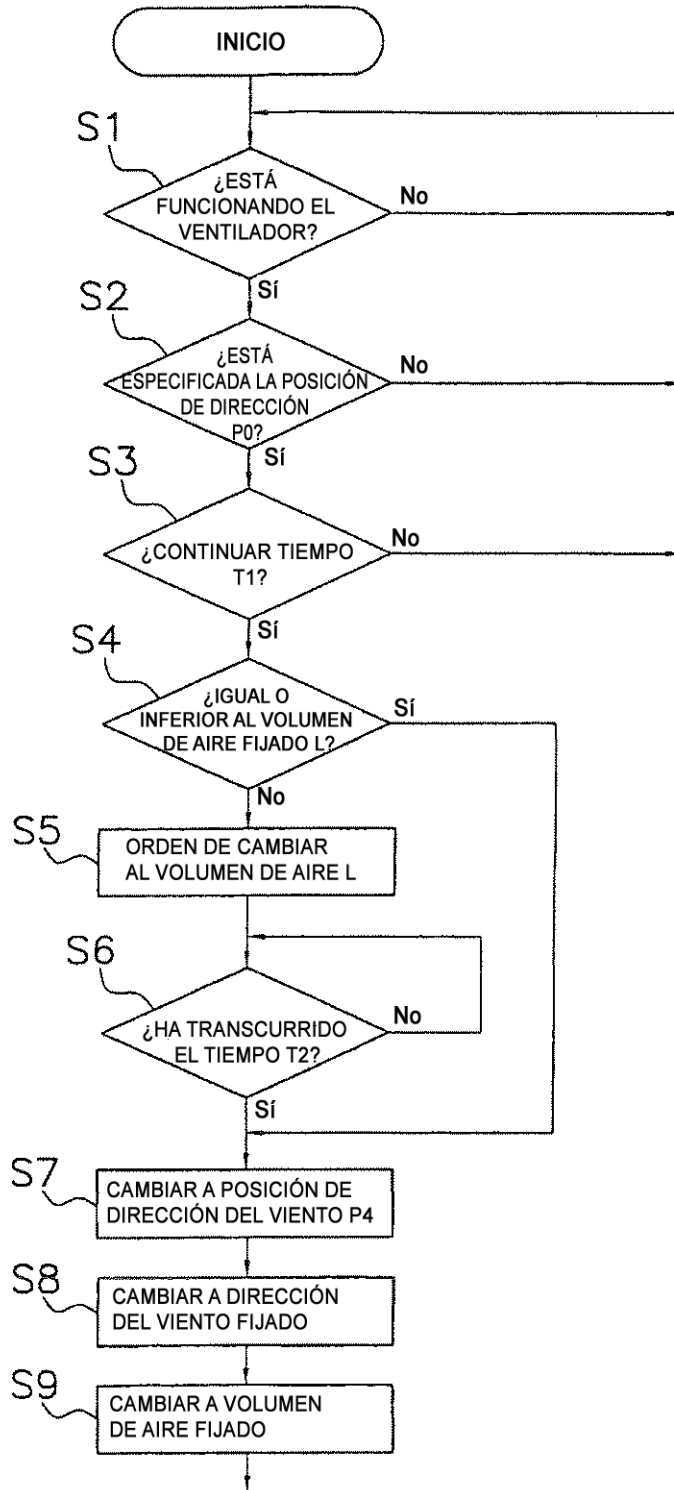 INICIO
S1
¿ESTÁ
FUNCIONANDO EL
VENTILADOR?
No
Sí
S2
¿ESTÁ
ESPECIFICADA LA POSICIÓN
DE DIRECCIÓN
P0?
No
Sí
S3
¿CONTINUAR TIEMPO
T1?
No
Sí
S4
¿IGUAL O
INFERIOR AL VOLUMEN
DE AIRE FIJADO L?
Sí
No
S5
ORDEN DE CAMBIAR
AL VOLUMEN DE AIRE L
S6
¿HA TRANSCURRIDO
EL TIEMPO T2?
No
Sí
S7
CAMBIAR A POSICIÓN DE
DIRECCIÓN DEL VIENTO P4
S8
CAMBIAR A DIRECCIÓN
DEL VIENTO FIJADO
S9
CAMBIAR A VOLUMEN
DE AIRE FIJADO